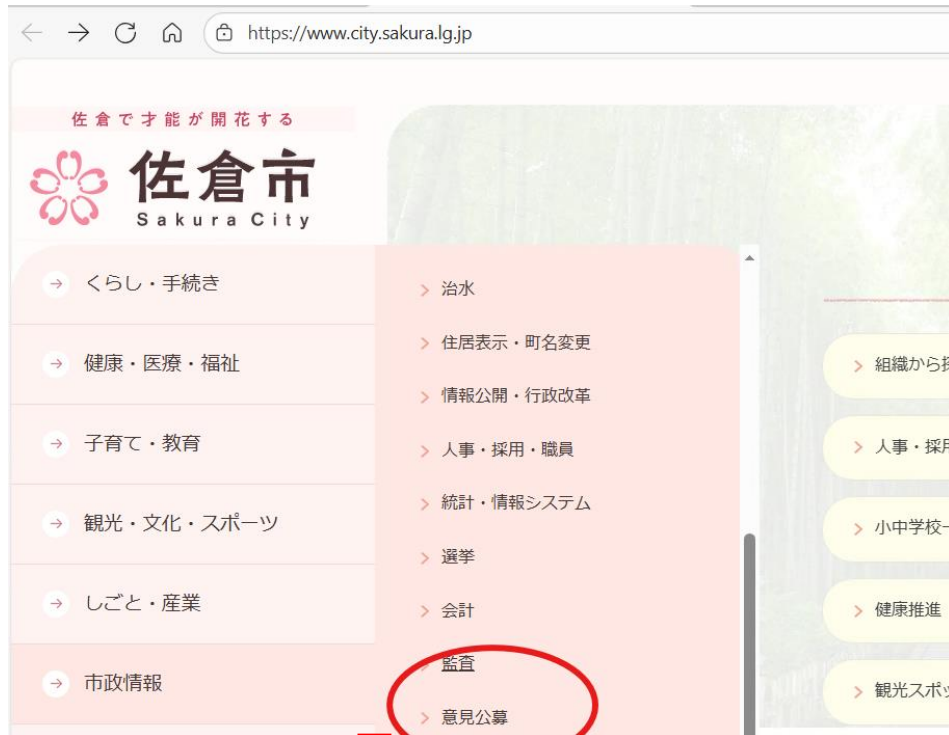 https://www.city.sakura.lg.jp
佐倉で才能が開花する
佐倉市
Sakura City
くらし・手続き
健康・医療・福祉
子育て・教育
観光・文化・スポーツ
しごと・産業
市政情報
治水
住居表示・町名変更
情報公開・行政改革
人事・採用・職員
統計・情報システム
選挙
会計
監査
意見公募
組織から
人事・採
小中学校
健康推進
観光スポ